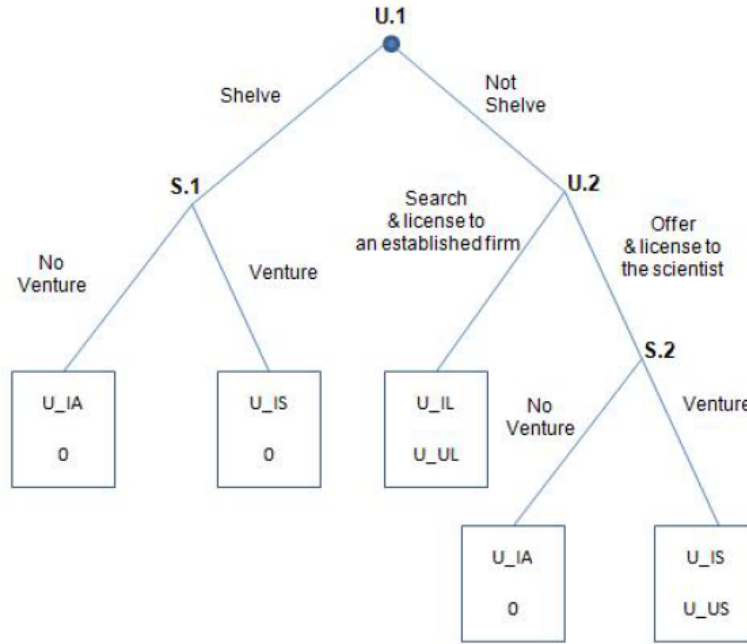 U.1
Shelve
Not
Shelve
S.1
U.2
Search
& license to
an established firm
Offer
& license to
the scientist
No
Venture
Venture
S.2
U_IA
0
U_IS
0
U_IL
U_UL
No
Venture
Venture
U_IA
0
U_IS
U_US